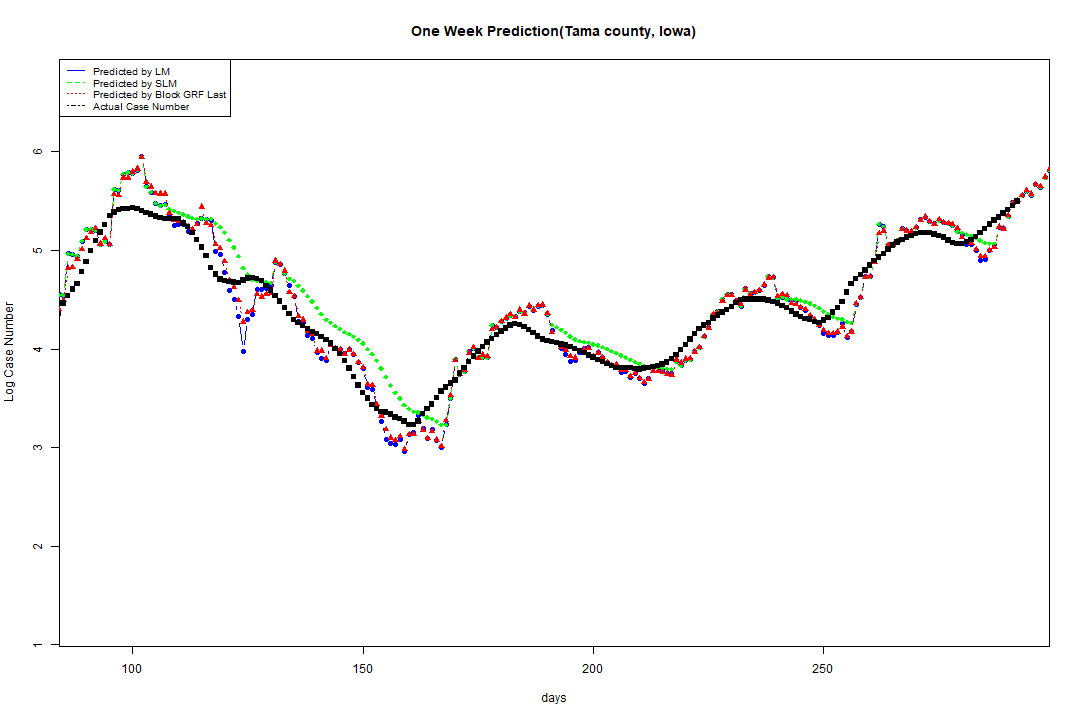 One Week Prediction(Tama county, Iowa)
Predicted by LM
Predicted by SLM
Predicted by Block GRF Last
Actual Case Number
Log Case Number
6
5
4
3
2
1
100 150 200 250
days